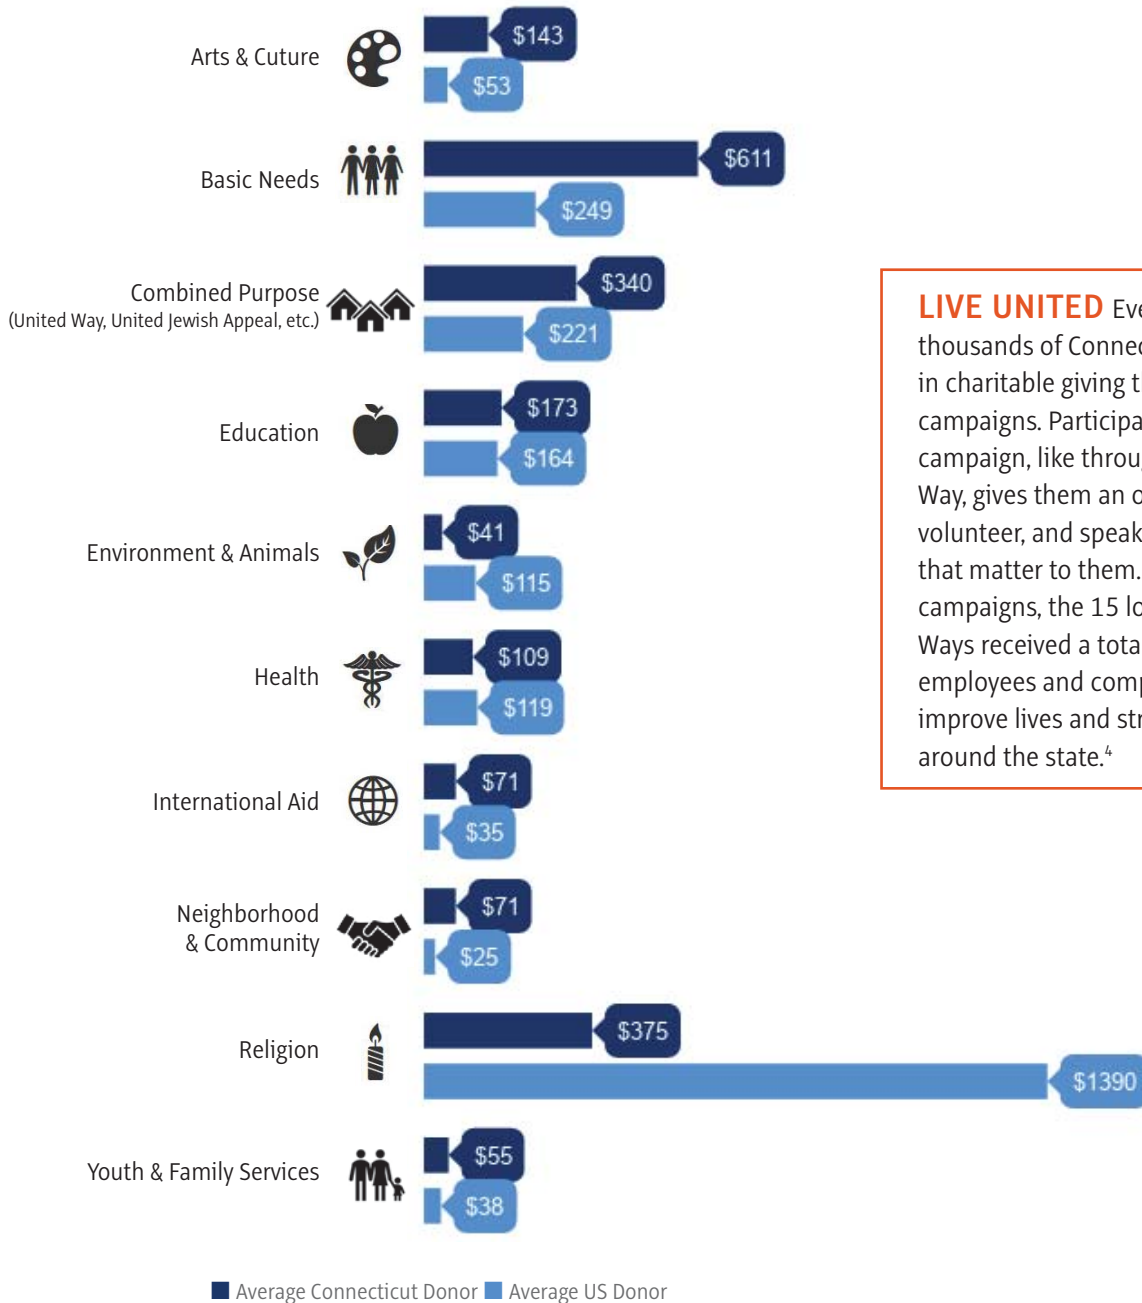 Arts & Cuture
$143
$53
Basic Needs
$611
$249
Combined Purpose
(United Way, United Jewish Appeal, etc.)
$340
$221
Education
$173
$164
Environment & Animals
$41
$115
Health
$109
$119
International Aid
$71
$35
Neighborhood
& Community
$71
$25
Religion
$375
$1390
Youth & Family Services
$55
$38
Average Connecticut Donor Average US Donor
LIVE UNITED
thousands of
in charitable giving
campaigns.
campaign, like
Way, gives them an
volunteer, and
that matter to them.
campaigns, the 15
Ways received a
employees and
improve lives and
around the state.⁴